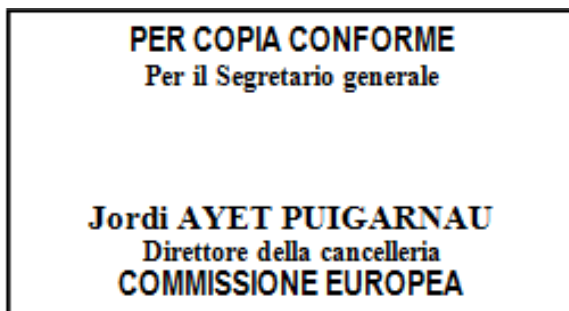 PER COPIA CONFORME
Per il Segretario generale
Jordi AYET PUIGARNAU
Direttore della cancelleria
COMMISSIONE EUROPEA